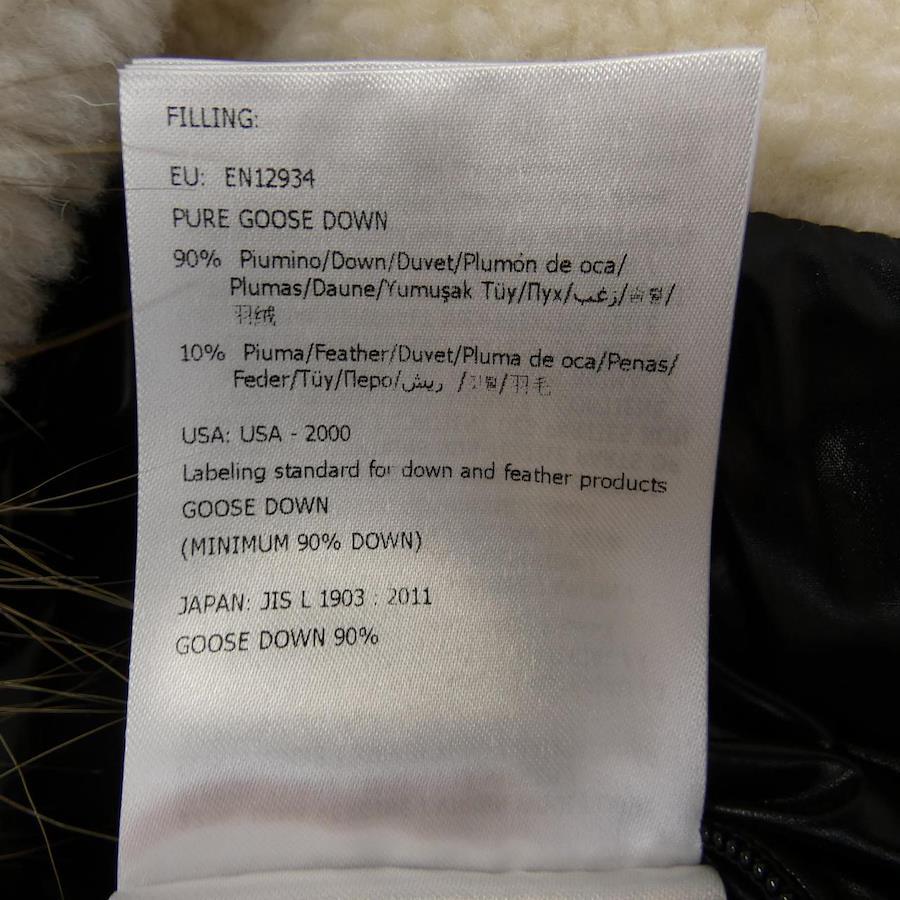 FILLING:
EU: EN12934
PURE GOOSE DOWN
90% Piumino/Down/Duvet/Plumón de oca/
Plumas/Daune/Yumuşak Tüy/Пух/زغب/
羽绒
10% Piuma/Feather/Duvet/Pluma de oca/Penas/
Feder/Tüy/Перо/ريش / /羽毛
USA: USA - 2000
Labeling standard for down and feather products
GOOSE DOWN
(MINIMUM 90% DOWN)
JAPAN: JIS L 1903 : 2011
GOOSE DOWN 90%